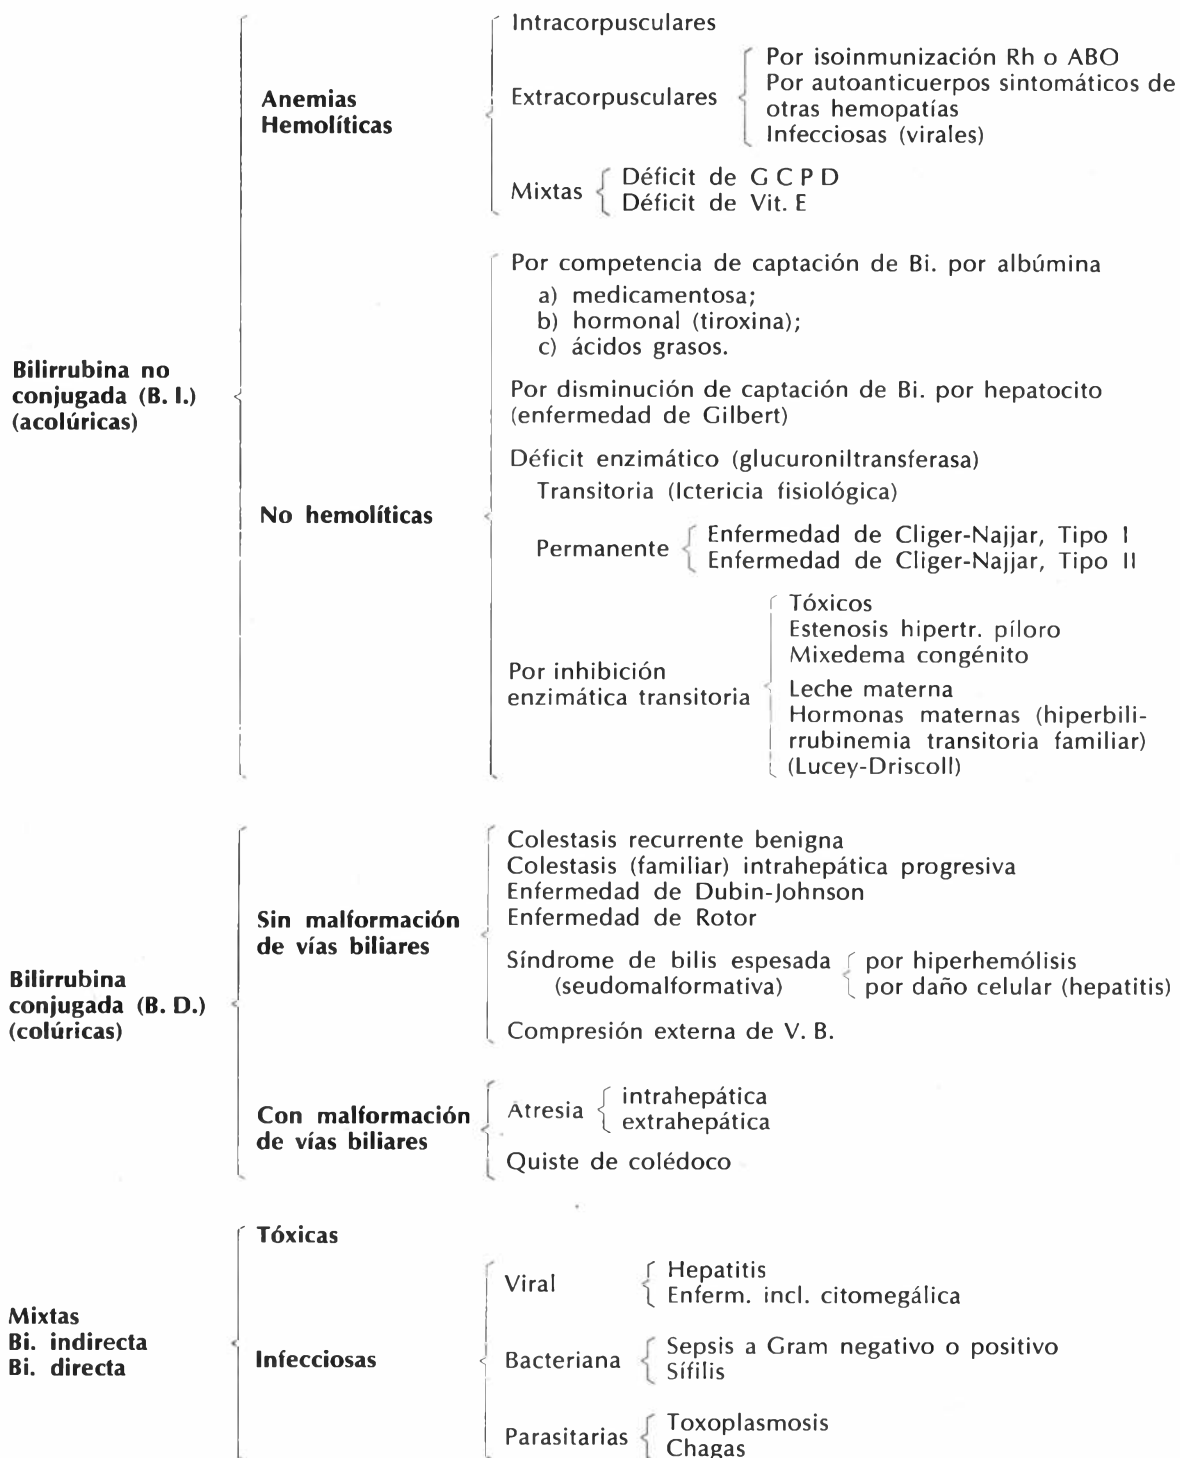 Intracorpusculares
Anemias
Hemolíticas
Extracorpusculares
Por isoinmunización Rh o ABO
Por autoanticuerpos sintomáticos de
otras hemopatías
Infecciosas (virales)
Mixtas
Déficit de G C P D
Déficit de Vit. E
Bilirrubina no
conjugada (B. I.)
(acolúricas)
No hemolíticas
Por competencia de captación de Bi. por albúmina
a) medicamentosa;
b) hormonal (tiroxina);
c) ácidos grasos.
Por disminución de captación de Bi. por hepatocito
(enfermedad de Gilbert)
Déficit enzimático (glucuroniltransferasa)
Transitoria (Ictericia fisiológica)
Permanente
Enfermedad de Cliger-Najjar, Tipo I
Enfermedad de Cliger-Najjar, Tipo II
Por inhibición
enzimática transitoria
Tóxicos
Estenosis hipertr. píloro
Mixedema congénito
Leche materna
Hormonas maternas (hiperbili-
rrubinemia transitoria familiar)
(Lucey-Driscoll)
Bilirrubina
conjugada (B. D.)
(colúricas)
Sin malformación
de vías biliares
Colestasis recurrente benigna
Colestasis (familiar) intrahepática progresiva
Enfermedad de Dubin-Johnson
Enfermedad de Rotor
Síndrome de bilis espesada
(seudomalformativa)
por hiperhemólisis
por daño celular (hepatitis)
Compresión externa de V. B.
Con malformación
de vías biliares
Atresia
intrahepática
extrahepática
Quiste de colédoco
Mixtas
Bi. indirecta
Bi. directa
Tóxicas
Infecciosas
Viral
Hepatitis
Enferm. incl. citomegálica
Bacteriana
Sepsis a Gram negativo o positivo
Sífilis
Parasitarias
Toxoplasmosis
Chagas